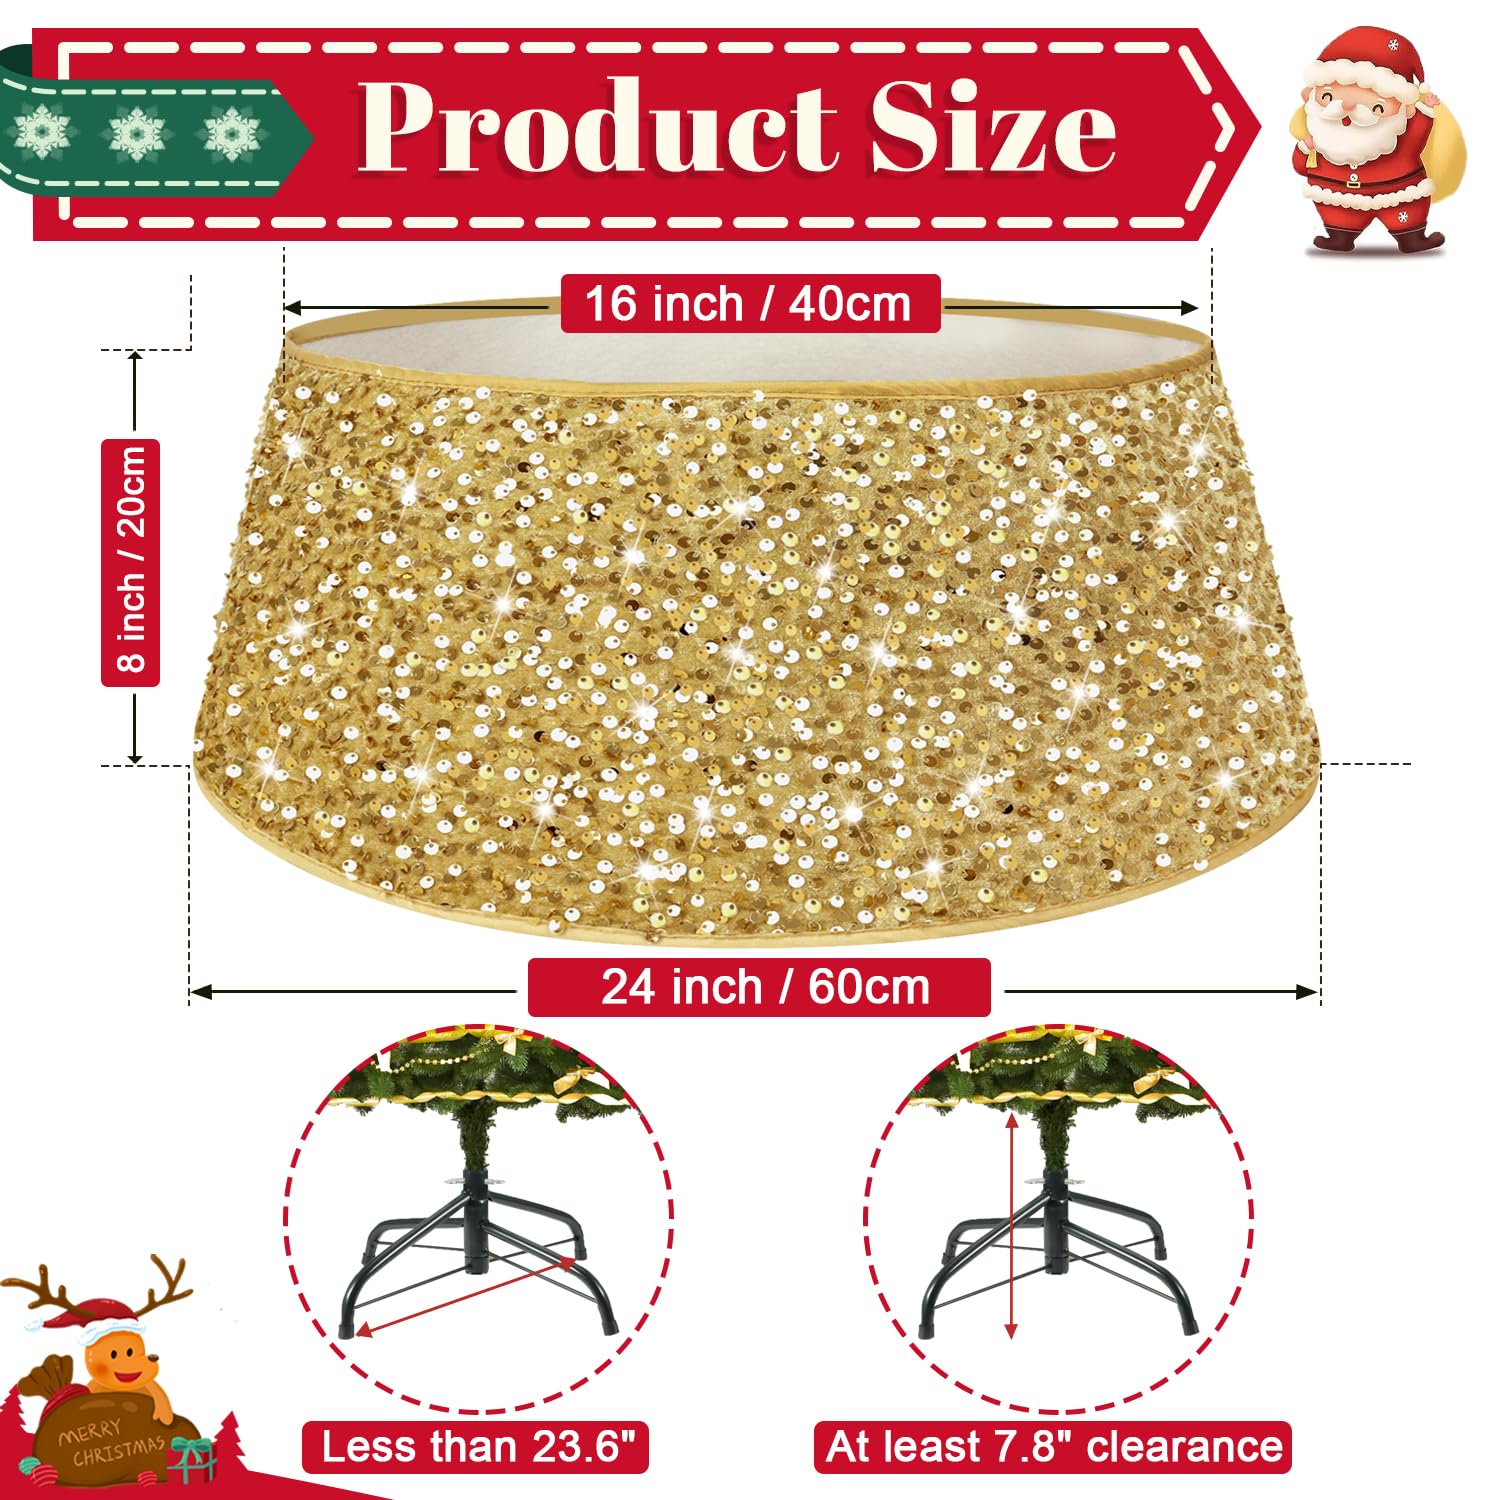 Product Size
16 inch / 40cm
8 inch / 20cm
24 inch / 60cm
Less than 23.6"
At least 7.8" clearance
MERRY
CHRISTMAS